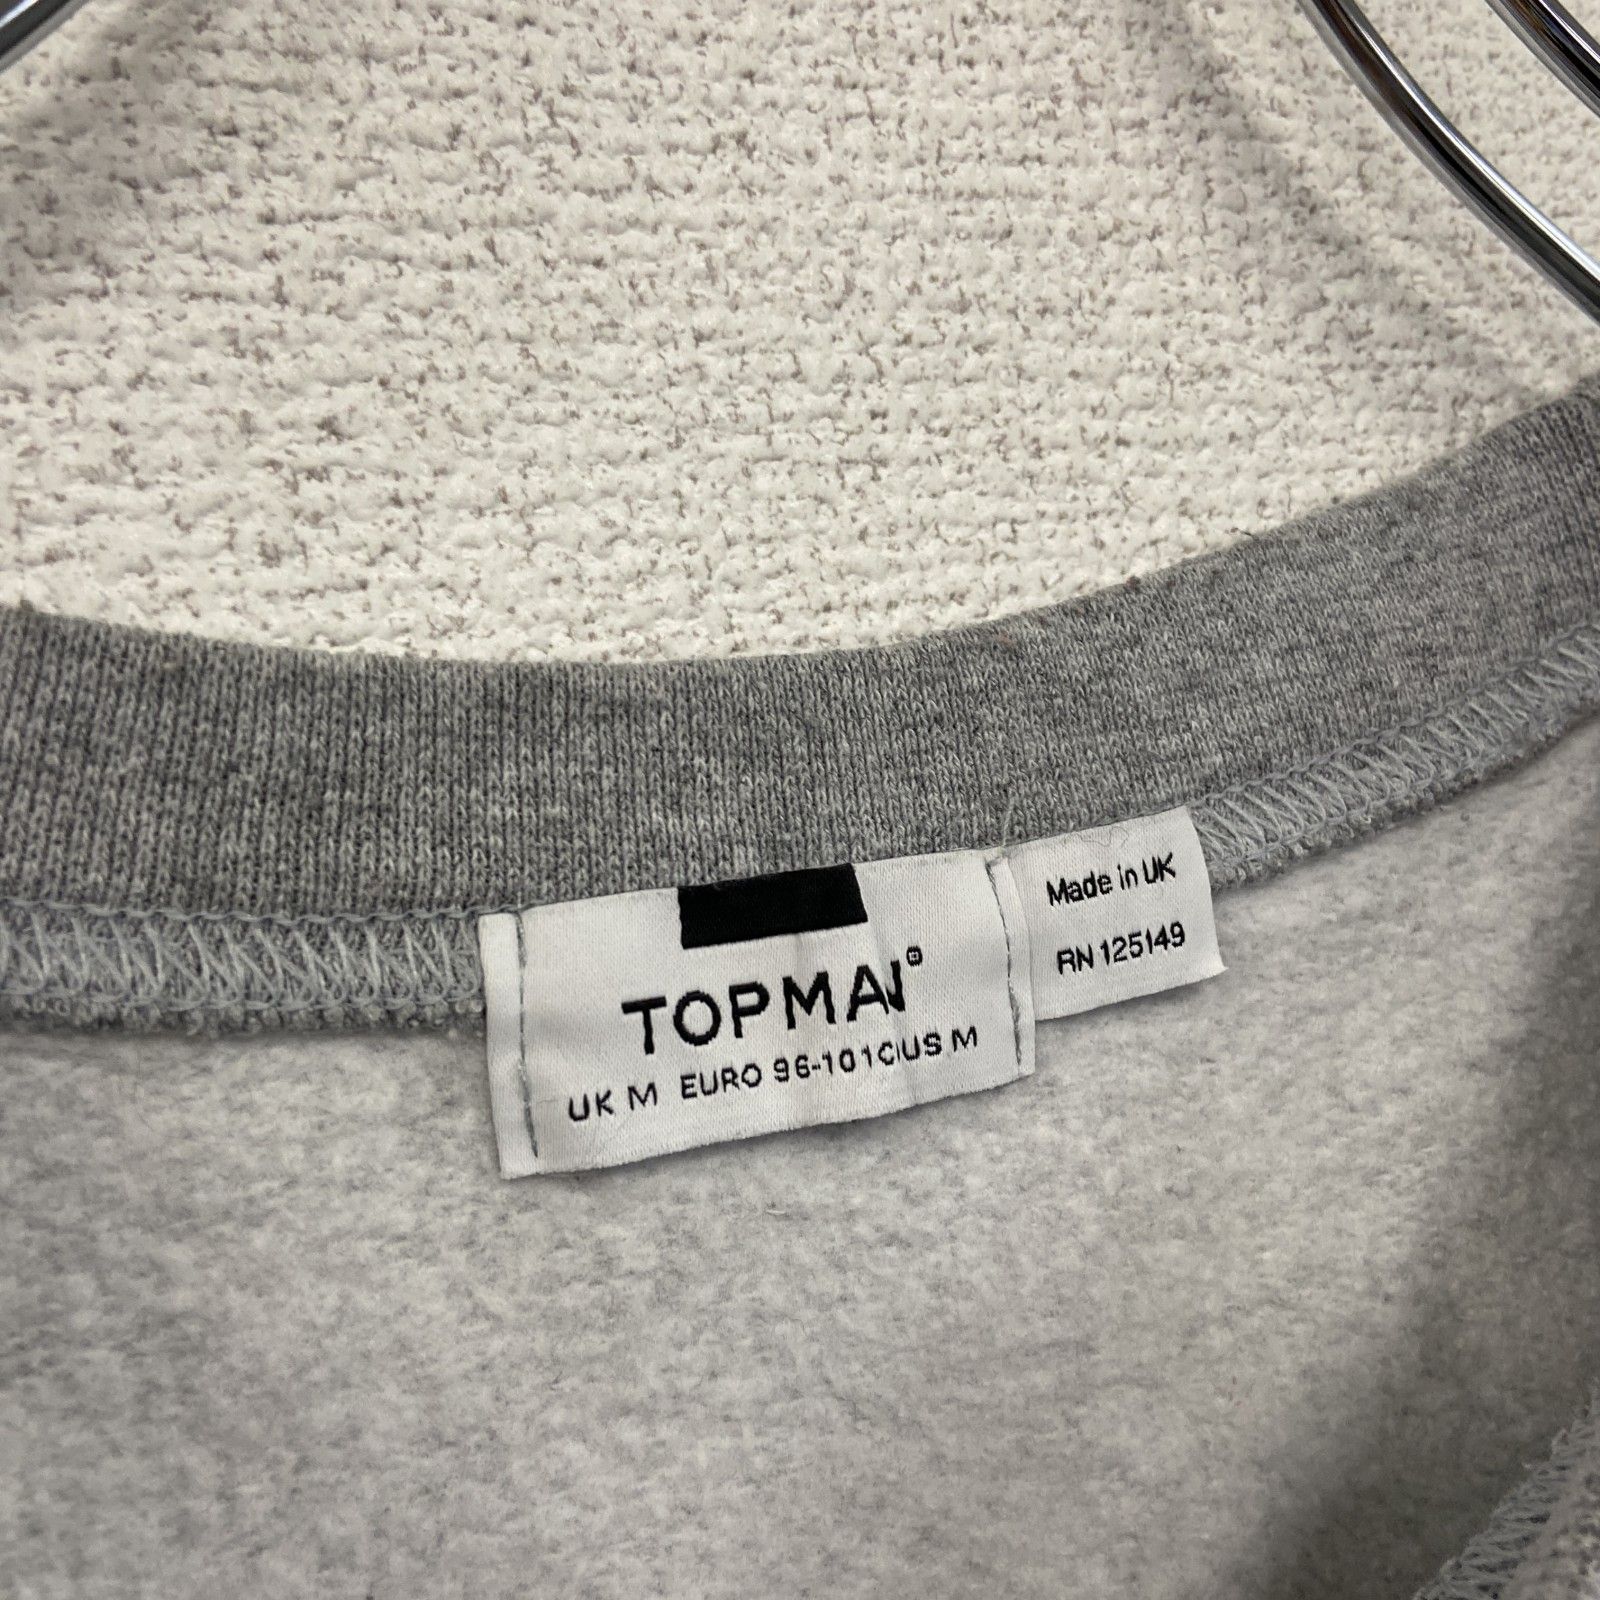 TOPMAN®
UK M EURO 96-101CM US M
Made in UK
RN 125149